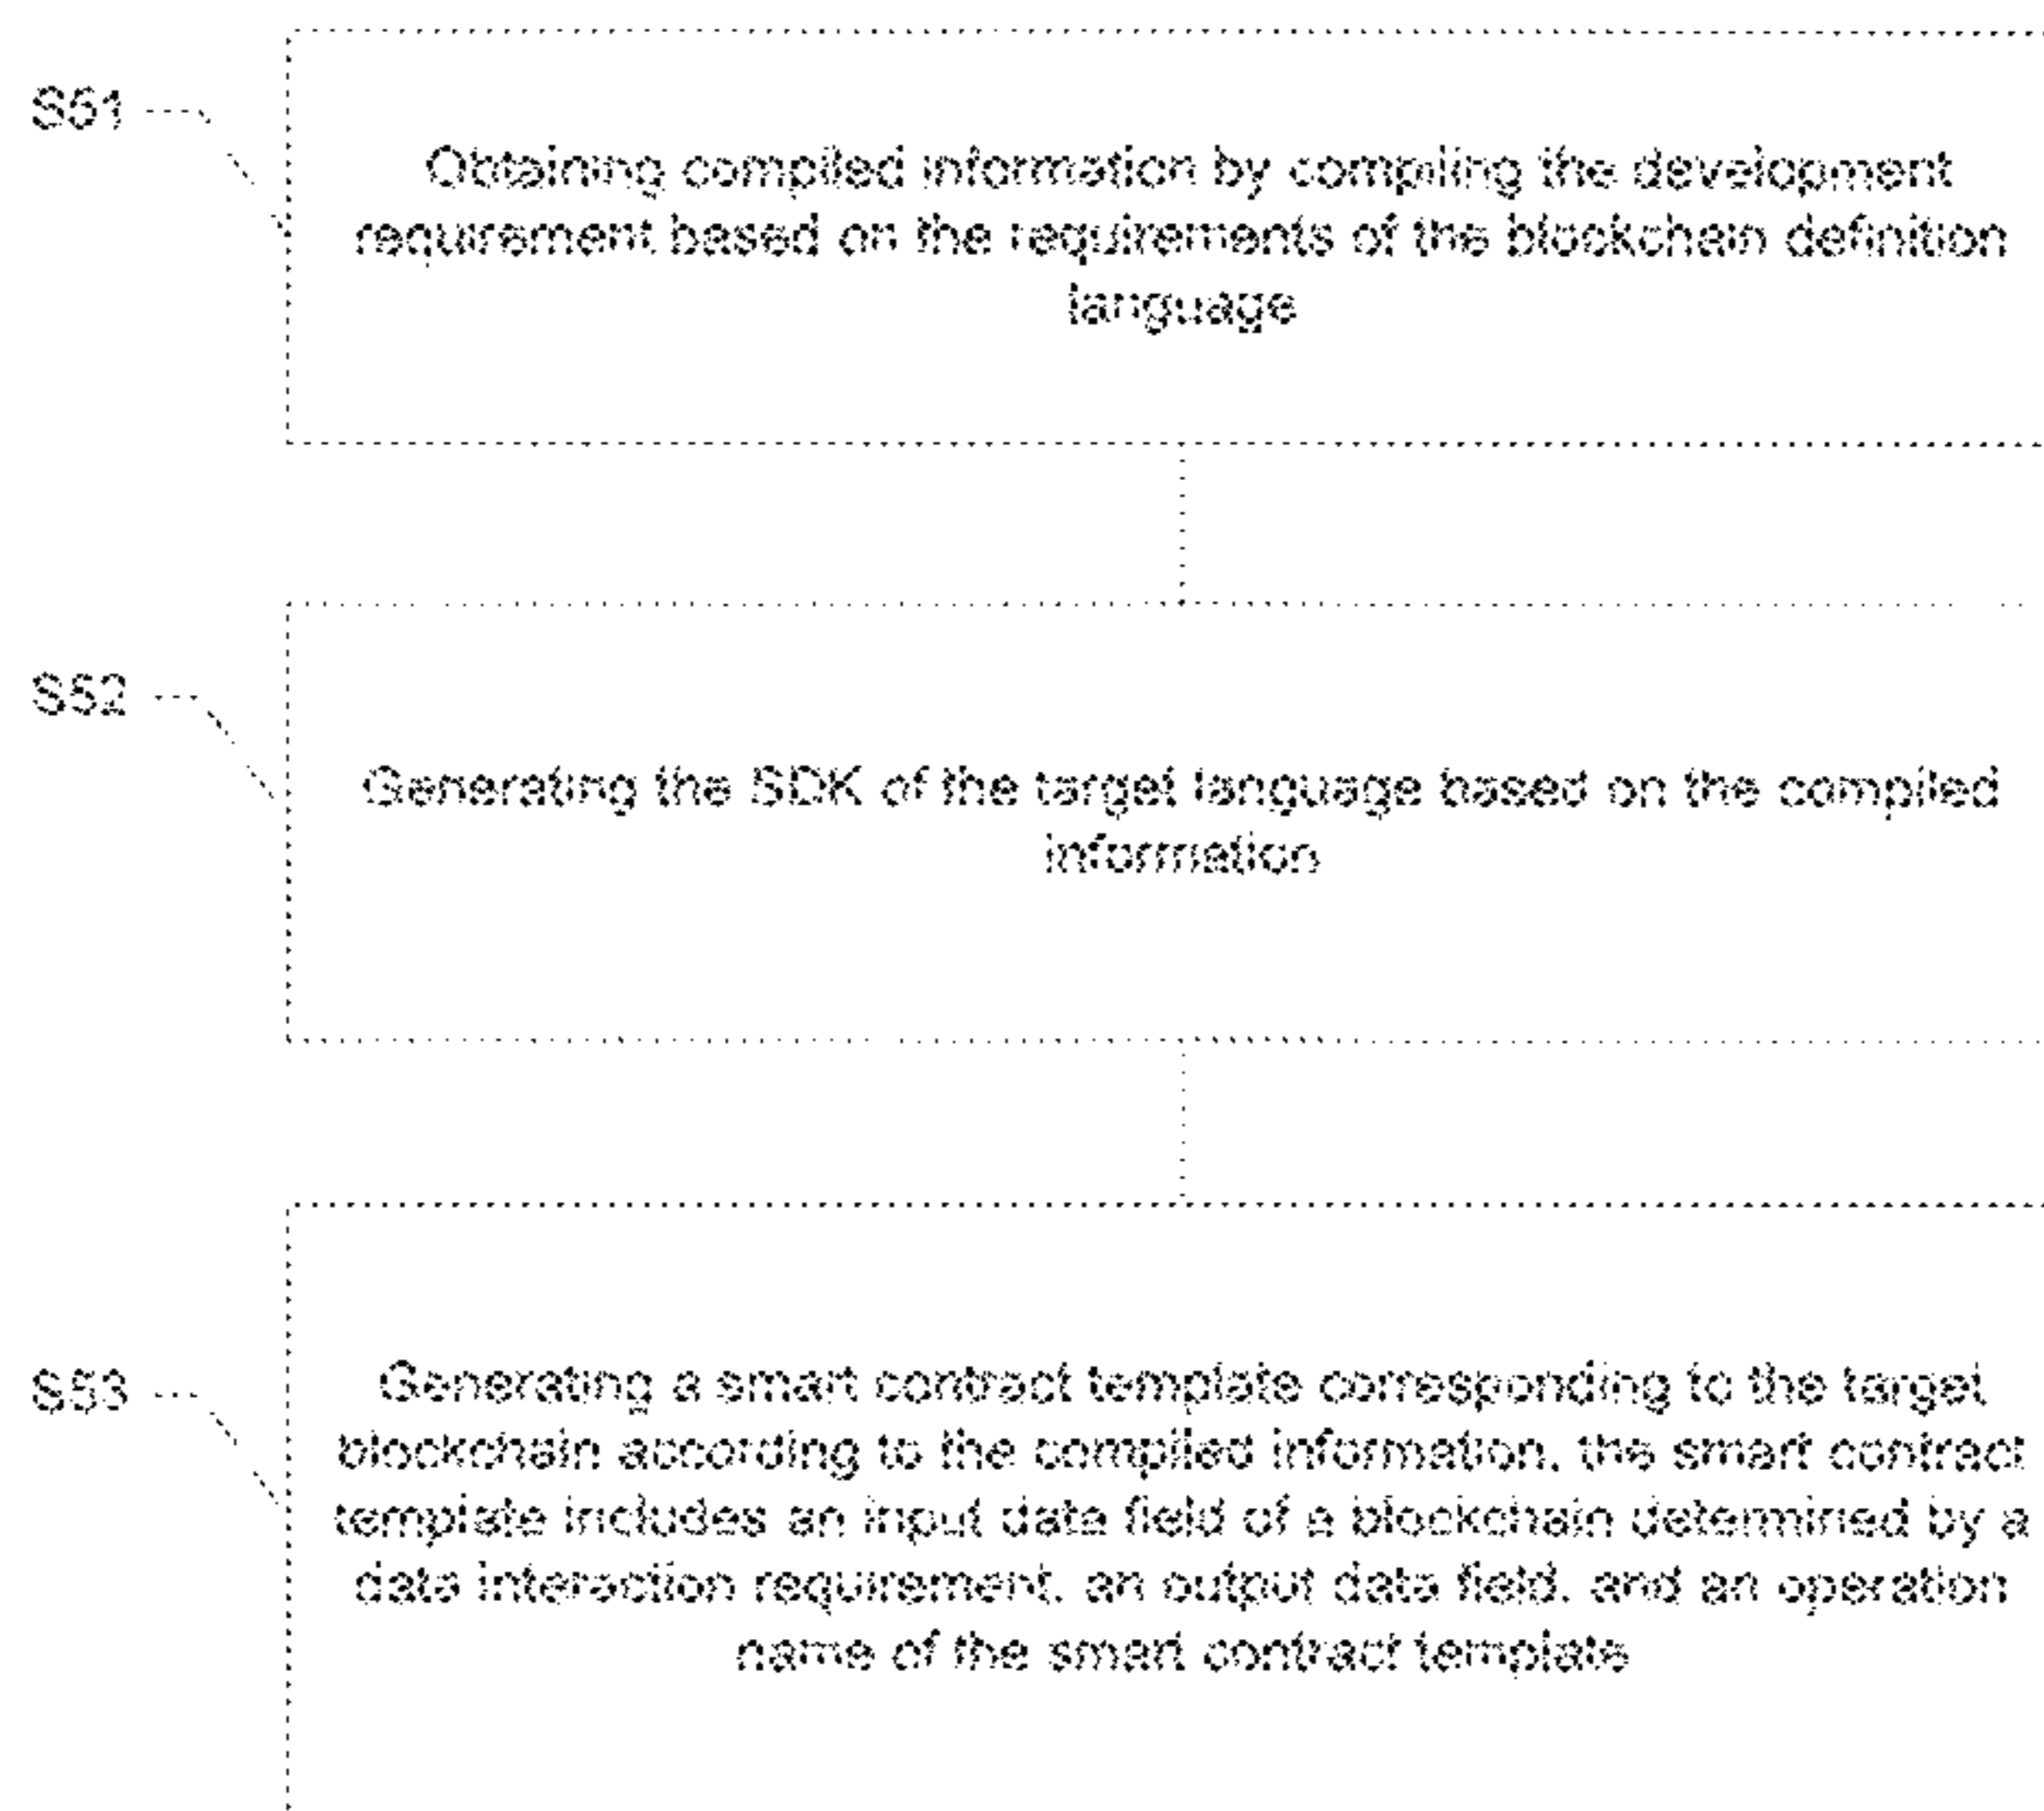 S51
Obtaining compiled information by compiling the development
requirement based on the requirements of the blockchain definition
language
S52
Generating the SDK of the target language based on the compiled
information
S53
Generating a smart contract template corresponding to the target
blockchain according to the compiled information, the smart contract
template includes an input data field of a blockchain determined by a
data interaction requirement, an output data field, and an operation
name of the smart contract template